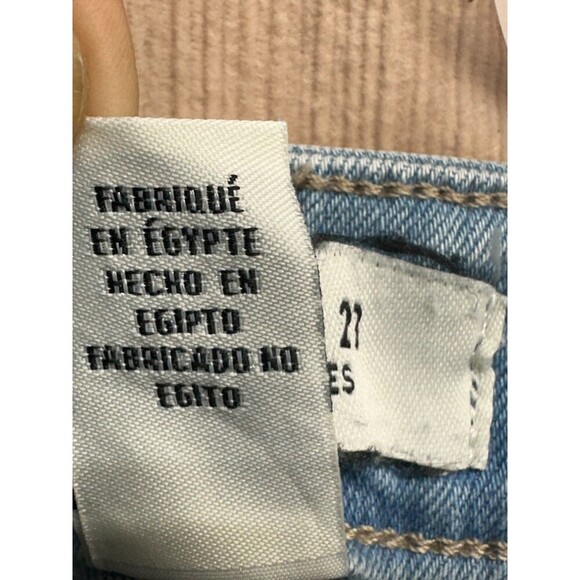 FABRIQUÉ
EN ÉGYPTE
HECHO EN
EGIPTO
FABRICADO NO
EGITO
27
ES